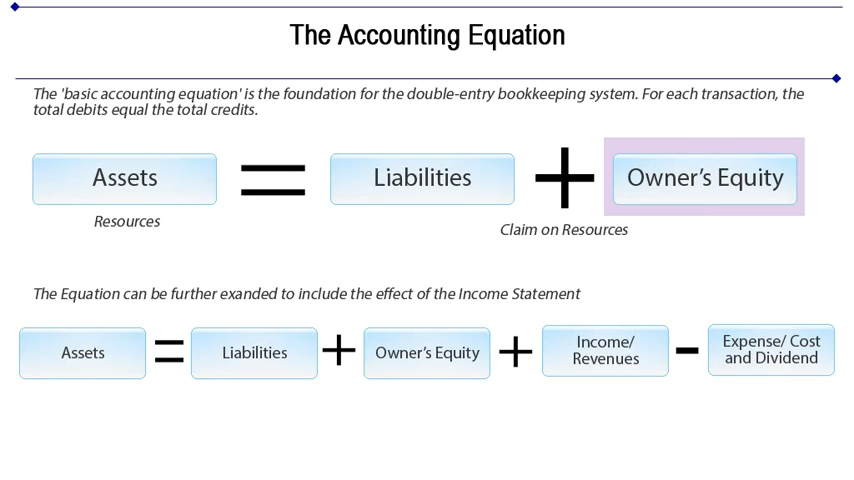 The Accounting Equation
The 'basic accounting equation' is the foundation for the double-entry bookkeeping system. For each transaction, the
total debits equal the total credits.
Assets = Liabilities + Owner's Equity
Resources
Claim on Resources
The Equation can be further exanded to include the effect of the Income Statement
Assets = Liabilities + Owner's Equity + Income/
Revenues - Expense/ Cost
and Dividend